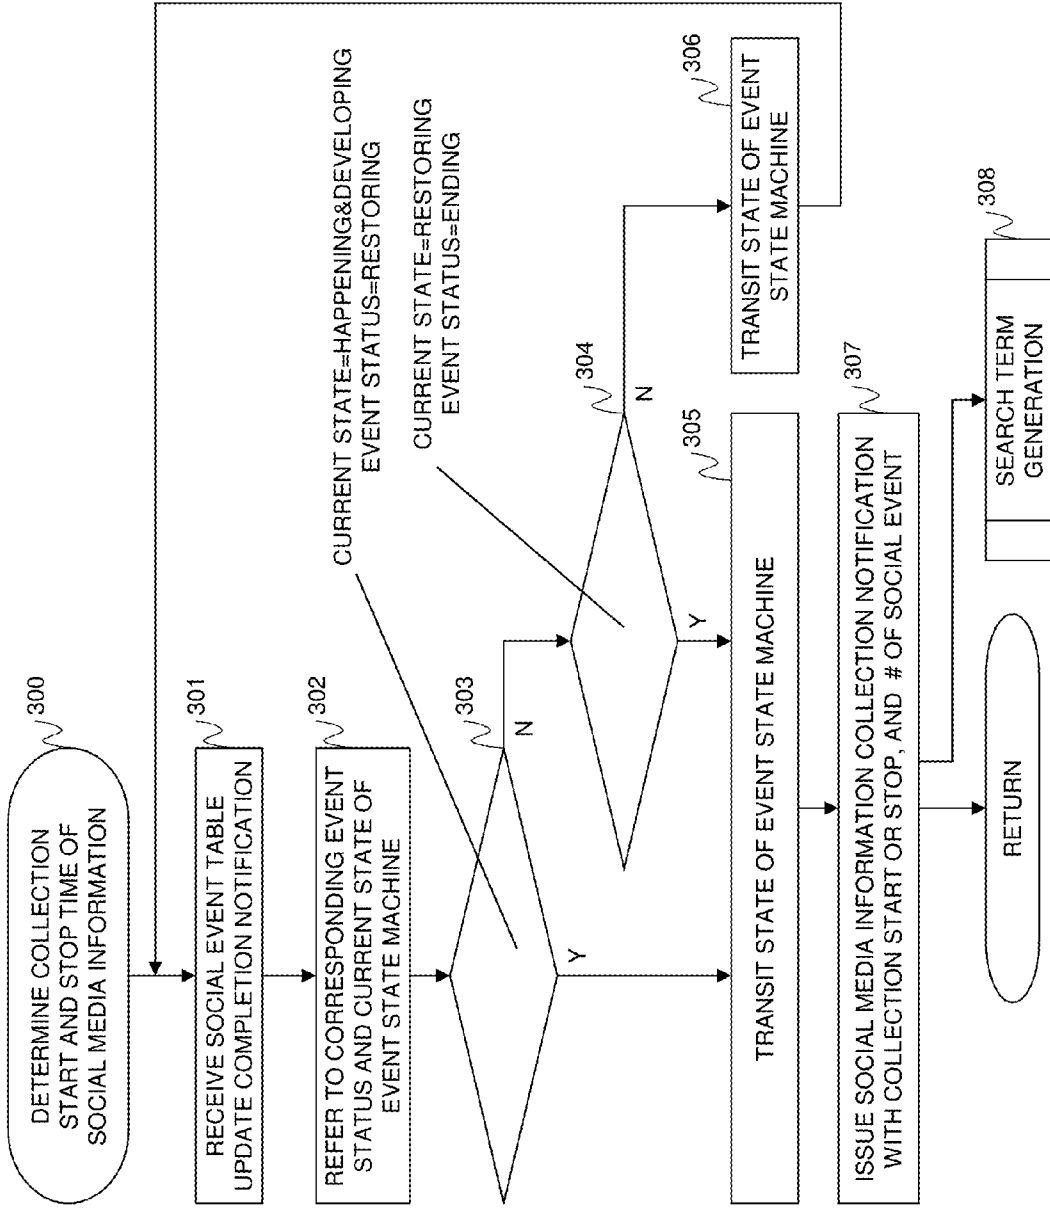 300
DETERMINE COLLECTION
START AND STOP TIME OF
SOCIAL MEDIA INFORMATION
301
RECEIVE SOCIAL EVENT TABLE
UPDATE COMPLETION NOTIFICATION
302
REFER TO CORRESPONDING EVENT
STATUS AND CURRENT STATE OF
EVENT STATE MACHINE
303
CURRENT STATE=HAPPENING&DEVELOPING
EVENT STATUS=RESTORING
N
Y
304
CURRENT STATE=RESTORING
EVENT STATUS=ENDING
N
Y
305
TRANSIT STATE OF EVENT STATE MACHINE
306
TRANSIT STATE OF EVENT
STATE MACHINE
307
ISSUE SOCIAL MEDIA INFORMATION COLLECTION NOTIFICATION
WITH COLLECTION START OR STOP, AND # OF SOCIAL EVENT
RETURN
308
SEARCH TERM
GENERATION